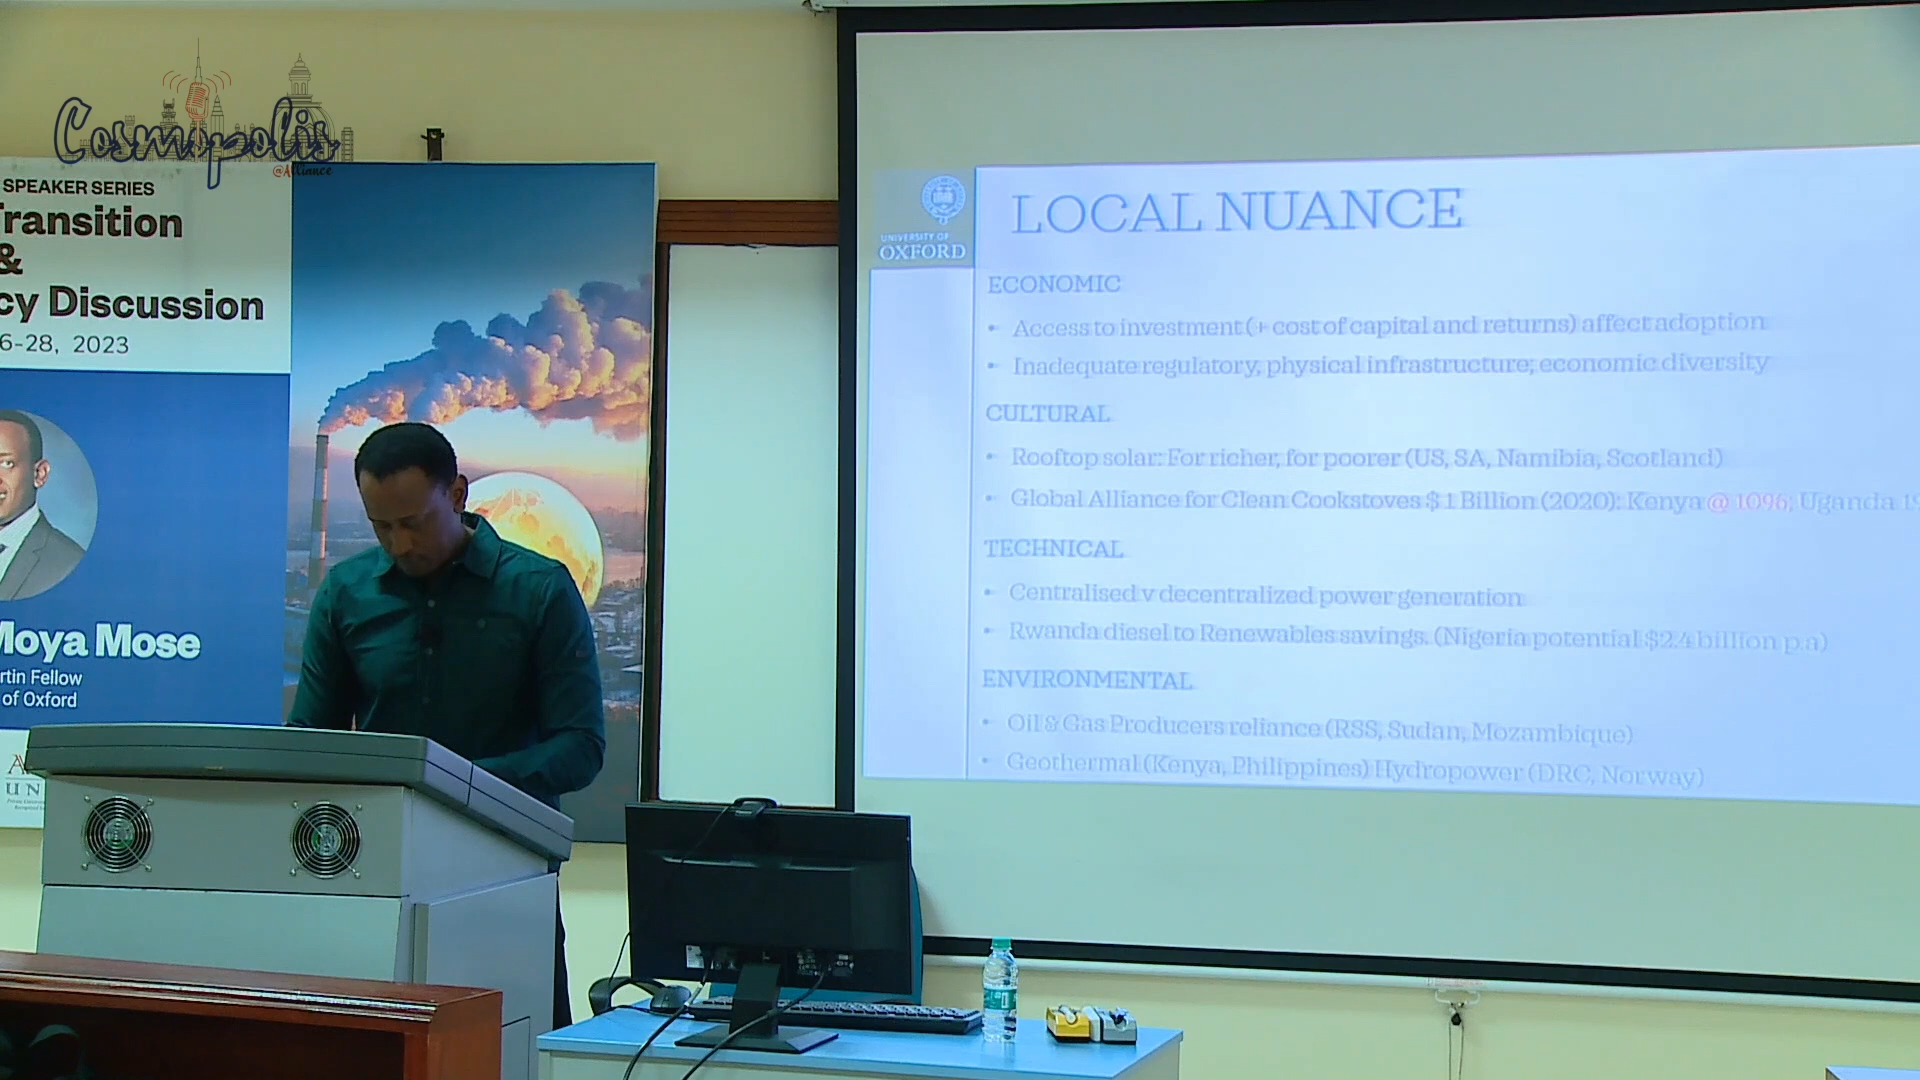 Cosmopolis
@Alliance
SPEAKER SERIES
Transition
&
cy Discussion
6-28, 2023
Moya Mose
rtin Fellow
of Oxford
UN
UNIVERSITY OF
OXFORD
LOCAL NUANCE
ECONOMIC
• Access to investment (+ cost of capital and returns) affect adoption
• Inadequate regulatory, physical infrastructure; economic diversity
CULTURAL
• Rooftop solar: For richer, for poorer (US, SA, Namibia, Scotland)
• Global Alliance for Clean Cookstoves $ 1 Billion (2020): Kenya @ 10%; Uganda
TECHNICAL
• Centralised v decentralized power generation
• Rwanda diesel to Renewables savings. (Nigeria potential $2.4 billion p.a)
ENVIRONMENTAL
• Oil & Gas Producers reliance (RSS, Sudan, Mozambique)
• Geothermal (Kenya, Philippines) Hydropower (DRC, Norway)